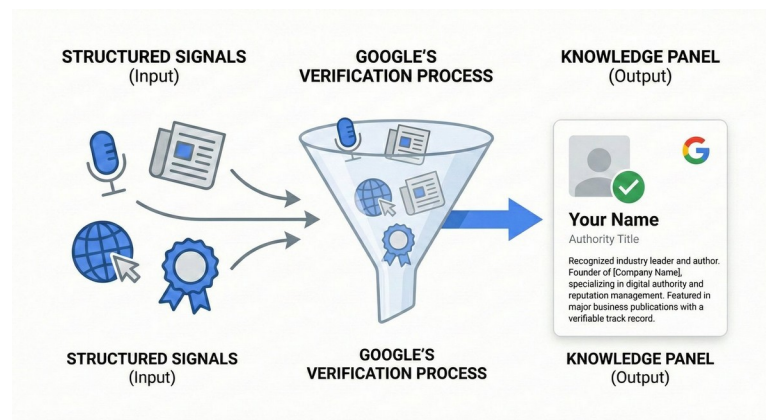 STRUCTURED SIGNALS
(Input)
GOOGLE'S
VERIFICATION PROCESS
KNOWLEDGE PANEL
(Output)
Your Name
Authority Title
Recognized industry leader and author.
Founder of [Company Name],
specializing in digital authority and
reputation management. Featured in
major business publications with a
verifiable track record.
STRUCTURED SIGNALS
(Input)
GOOGLE'S
VERIFICATION PROCESS
KNOWLEDGE PANEL
(Output)